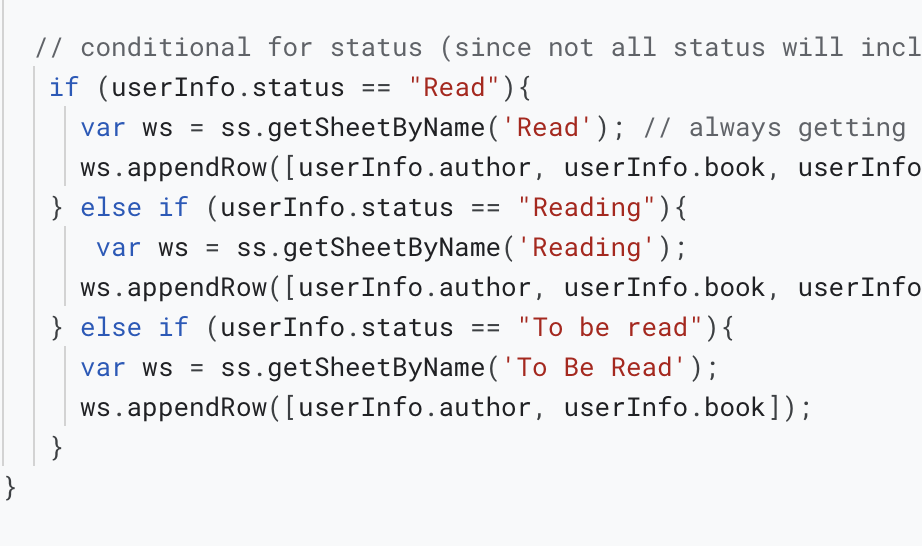 // conditional for status (since not all status will incl
if (userInfo.status == "Read"){
var ws = ss.getSheetByName('Read'); // always getting
ws.appendRow([userInfo.author, userInfo.book, userInfo
} else if (userInfo.status == "Reading"){
var ws = ss.getSheetByName('Reading');
ws.appendRow([userInfo.author, userInfo.book, userInfo
} else if (userInfo.status == "To be read"){
var ws = ss.getSheetByName('To Be Read');
ws.appendRow([userInfo.author, userInfo.book]);
}
}